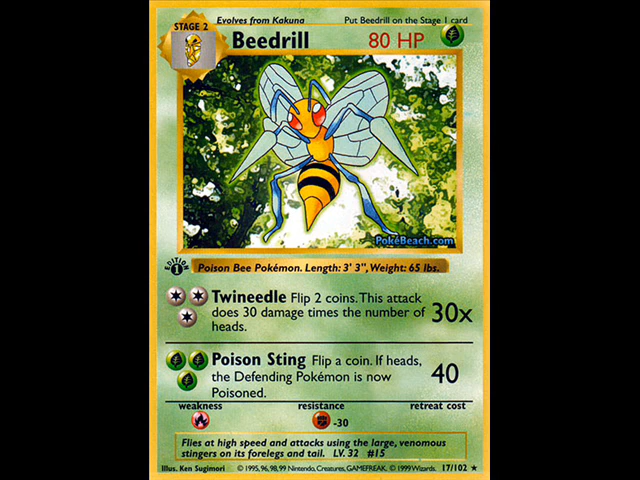 Evolves from Kakuna
Put Beedrill on the Stage 1 card
STAGE 2
Beedrill
80 HP
PokéBeach.com
EDITION
1
Poison Bee Pokémon. Length: 3' 3", Weight: 65 lbs.
Twineedle Flip 2 coins. This attack
does 30 damage times the number of
heads.
30x
Poison Sting Flip a coin. If heads,
the Defending Pokémon is now
Poisoned.
40
weakness
resistance
retreat cost
-30
Flies at high speed and attacks using the large, venomous
stingers on its forelegs and tail. LV. 32 #15
Illus. Ken Sugimori
© 1995, 96, 98, 99 Nintendo, Creatures, GAMEFREAK. © 1999 Wizards.
17/102 ★